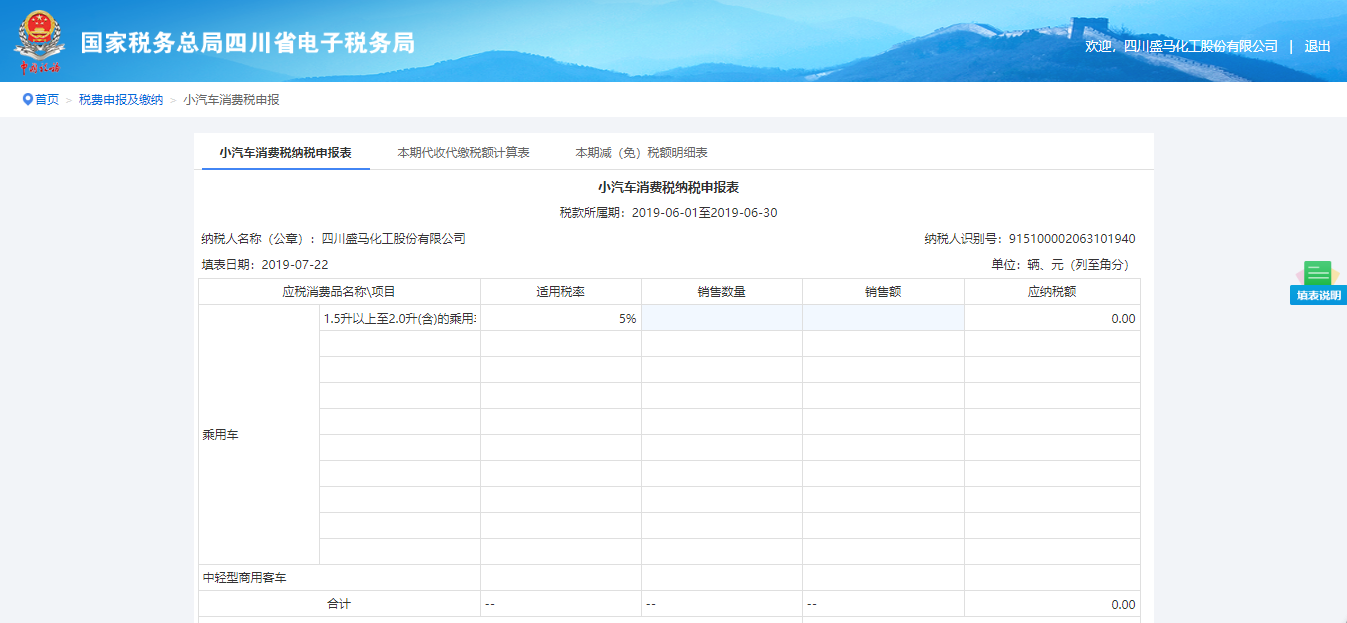 国家税务总局四川省电子税务局
欢迎，四川盛马化工股份有限公司 | 退出
中国税务
首页 > 税费申报及缴纳 > 小汽车消费税申报
小汽车消费税纳税申报表 本期代收代缴税额计算表 本期减（免）税额明细表
小汽车消费税纳税申报表
税款所属期：2019-06-01至2019-06-30
纳税人名称（公章）：四川盛马化工股份有限公司 纳税人识别号：915100002063101940
填表日期：2019-07-22 单位：辆、元（列至角分）
应税消费品名称\项目 适用税率 销售数量 销售额 应纳税额
1.5升以上至2.0升(含)的乘用 5% 0.00
乘用车
中轻型商用客车
合计 -- -- -- 0.00
填表说明